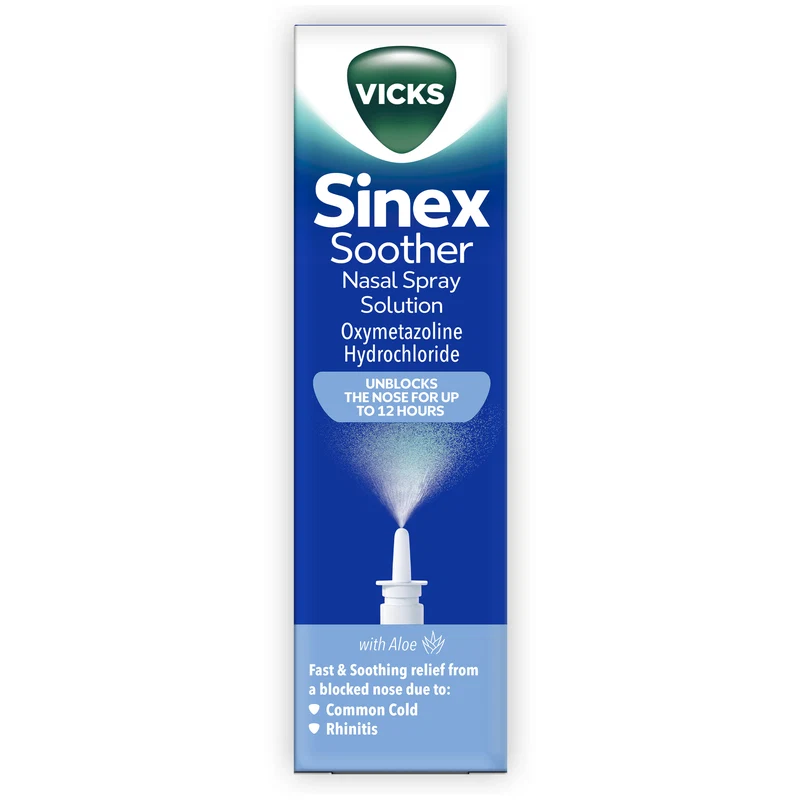 VICKS
Sinex
Soother
Nasal Spray
Solution
Oxymetazoline
Hydrochloride
UNBLOCKS
THE NOSE FOR UP
TO 12 HOURS
with Aloe
Fast & Soothing relief from
a blocked nose due to:
Common Cold
Rhinitis